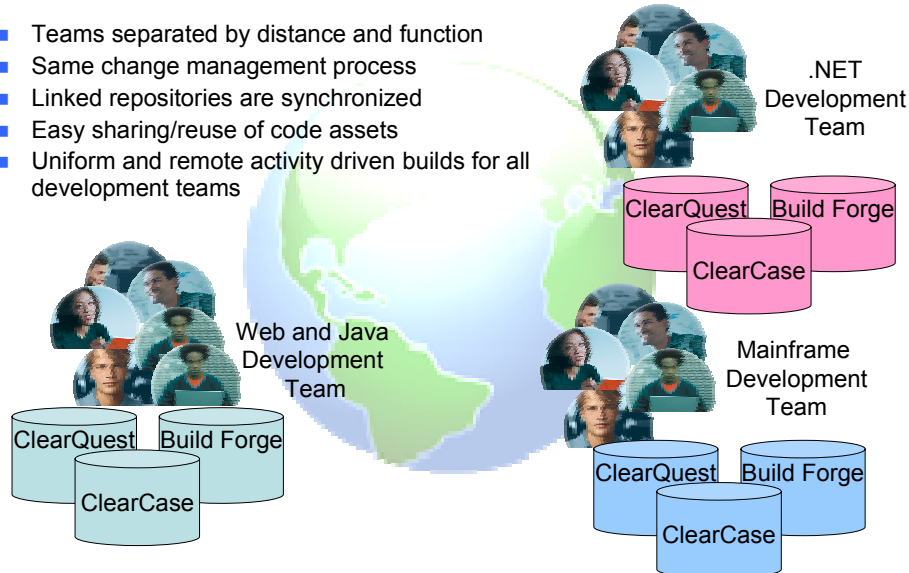 Teams separated by distance and function
Same change management process
Linked repositories are synchronized
Easy sharing/reuse of code assets
Uniform and remote activity driven builds for all
development teams
.NET
Development
Team
ClearQuest
Build Forge
ClearCase
Web and Java
Development
Team
ClearQuest
Build Forge
ClearCase
Mainframe
Development
Team
ClearQuest
Build Forge
ClearCase